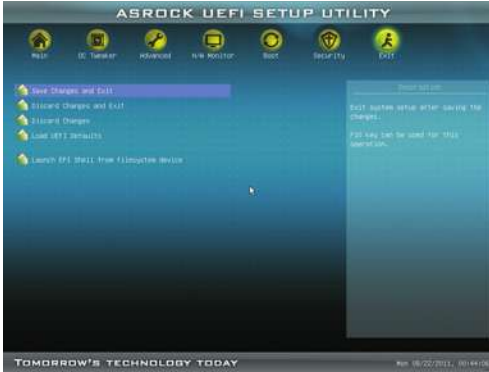 ASROCK UEFI SETUP UTILITY
Main
OC Tweaker
Advanced
H/W Monitor
Boot
Security
Exit
Save Changes and Exit
Discard Changes and Exit
Discard Changes
Load UEFI Defaults
Launch EFI Shell from filesystem device
Description
Exit system setup after saving the
changes.
F10 key can be used for this
operation.
TOMORROW'S TECHNOLOGY TODAY
Mon